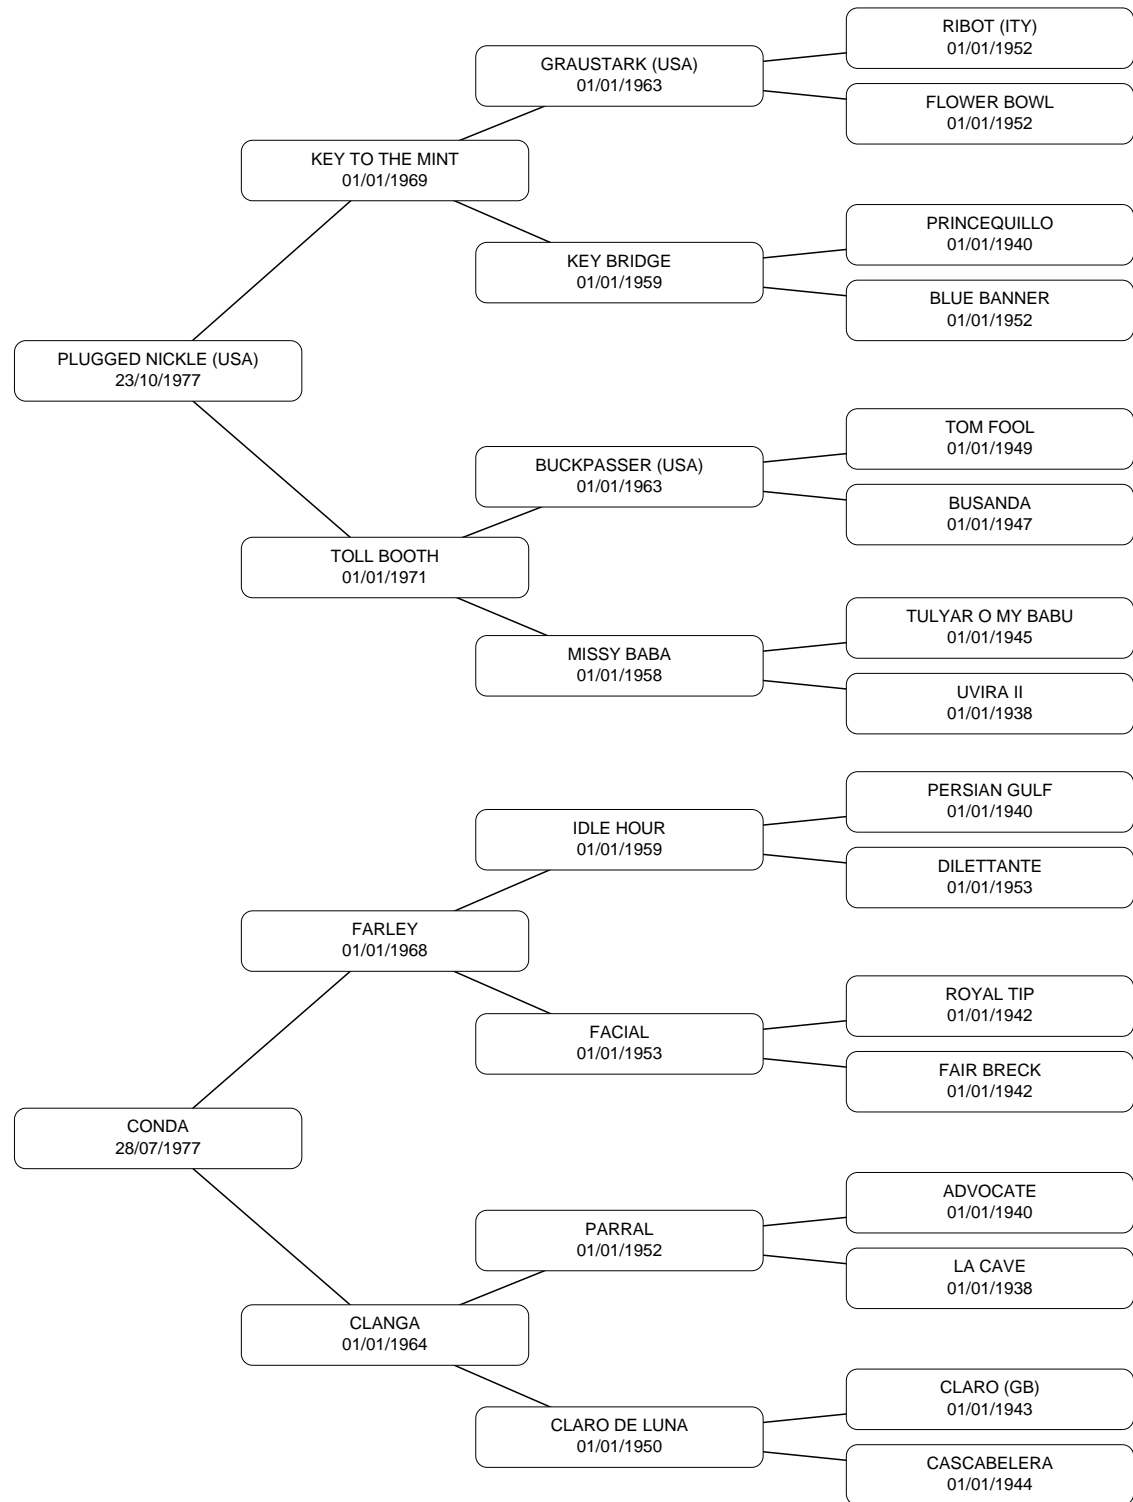 RIBOT (ITY)
01/01/1952
GRAUSTARK (USA)
01/01/1963
FLOWER BOWL
01/01/1952
KEY TO THE MINT
01/01/1969
PRINCEQUILLO
01/01/1940
KEY BRIDGE
01/01/1959
BLUE BANNER
01/01/1952
PLUGGED NICKLE (USA)
23/10/1977
TOM FOOL
01/01/1949
BUCKPASSER (USA)
01/01/1963
BUSANDA
01/01/1947
TOLL BOOTH
01/01/1971
TULYAR O MY BABU
01/01/1945
MISSY BABA
01/01/1958
UVIRA II
01/01/1938
PERSIAN GULF
01/01/1940
IDLE HOUR
01/01/1959
DILETTANTE
01/01/1953
FARLEY
01/01/1968
ROYAL TIP
01/01/1942
FACIAL
01/01/1953
FAIR BRECK
01/01/1942
CONDA
28/07/1977
ADVOCATE
01/01/1940
PARRAL
01/01/1952
LA CAVE
01/01/1938
CLANGA
01/01/1964
CLARO (GB)
01/01/1943
CLARO DE LUNA
01/01/1950
CASCABELERA
01/01/1944